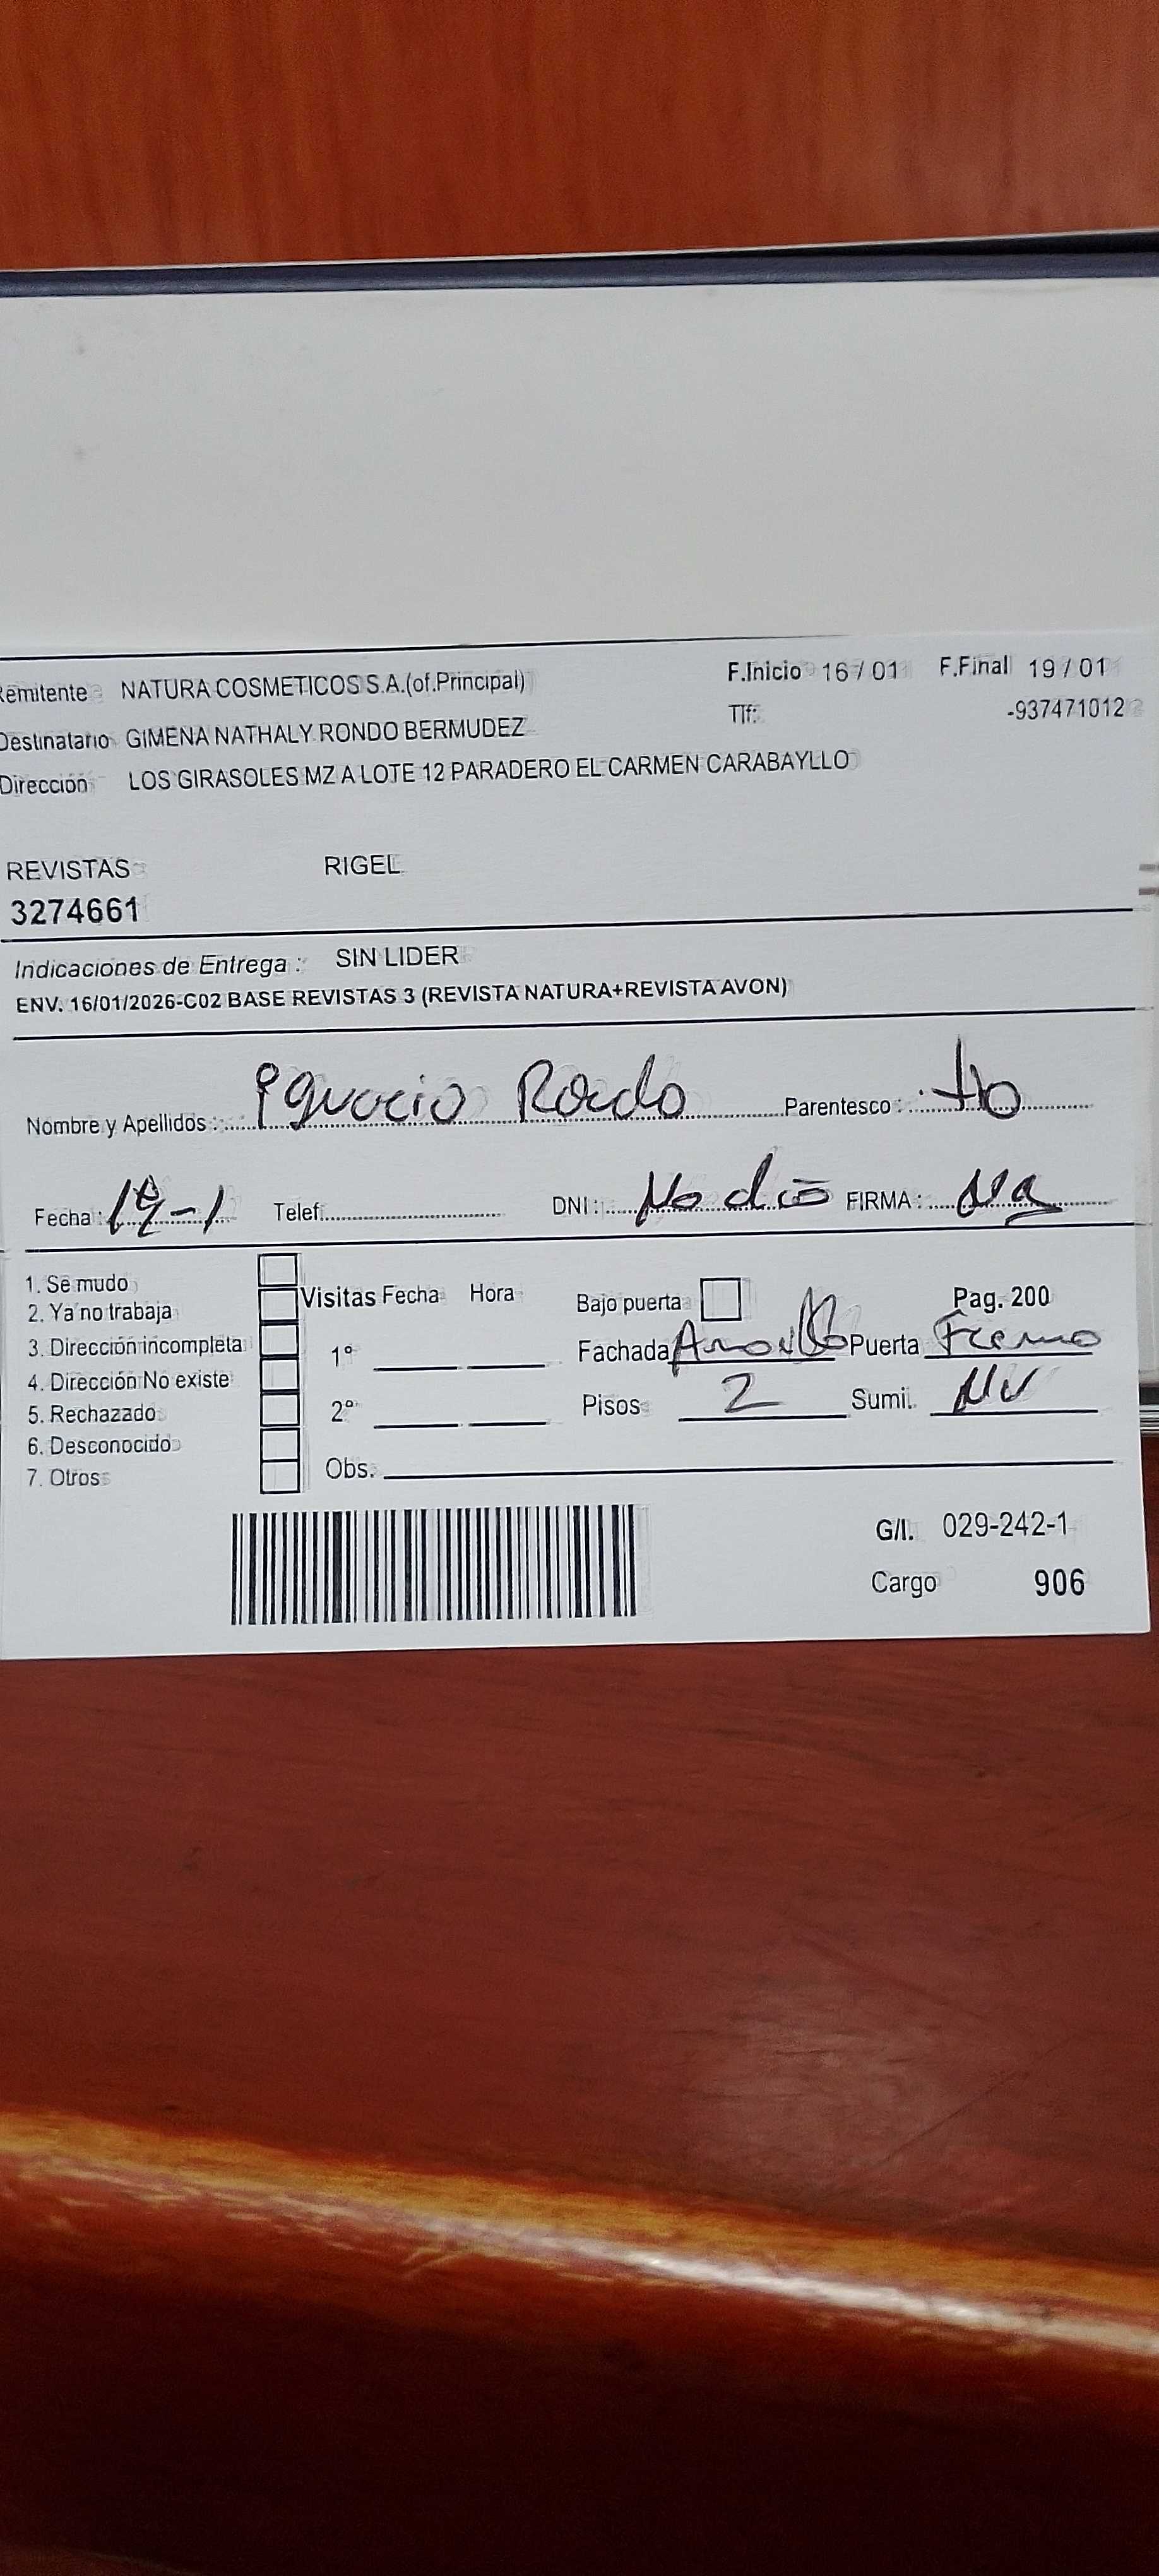 Remitente NATURA COSMETICOS S.A.(of.Principal) F.Inicio 16 / 01 F.Final 19 / 01
Destinatario GIMENA NATHALY RONDO BERMUDEZ Tlf: -937471012
Dirección LOS GIRASOLES MZ A LOTE 12 PARADERO EL CARMEN CARABAYLLO
REVISTAS RIGEL
3274661
Indicaciones de Entrega : SIN LIDER
ENV. 16/01/2026-C02 BASE REVISTAS 3 (REVISTA NATURA+REVISTA AVON)
Nombre y Apellidos : Ignacio Rondo Parentesco : tio
Fecha : 19-1 Telef. DNI : No dio FIRMA :
1. Se mudo
2. Ya no trabaja Visitas Fecha Hora Bajo puerta Pag. 200
3. Dirección incompleta 1° Fachada Amarillo Puerta Fierro
4. Dirección No existe
5. Rechazado 2° Pisos 2 Sumi.
6. Desconocido
7. Otros Obs.
G/I. 029-242-1
Cargo 906